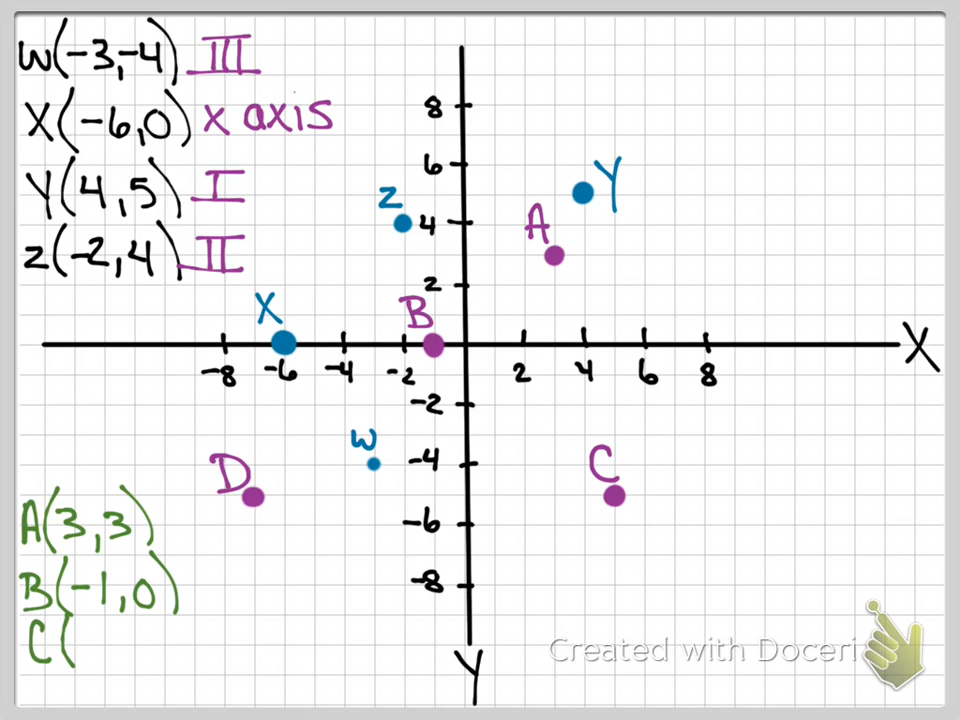 W(-3,-4) III
X(-6,0) x axis
Y(4,5) I
z(-2,4) II
8
6
Y
z
4
A
2
X
B
X
-8 -6 -4 -2 2 4 6 8
-2
W
-4
D
C
-6
A(3,3)
-8
B(-1,0)
C(
Created with Doceri
Y